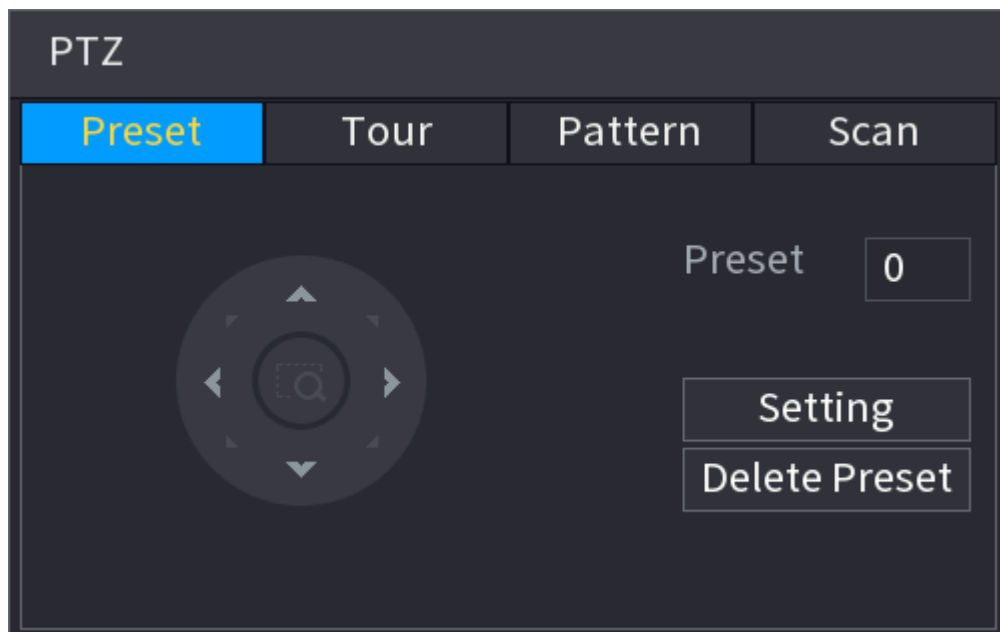 PTZ
Preset Tour Pattern Scan
Preset 0
Setting
Delete Preset